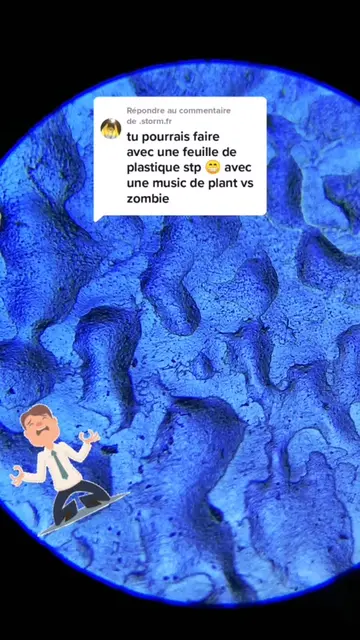 Répondre au commentaire
de .storm.fr
tu pourrais faire
avec une feuille de
plastique stp 😁 avec
une music de plant vs
zombie